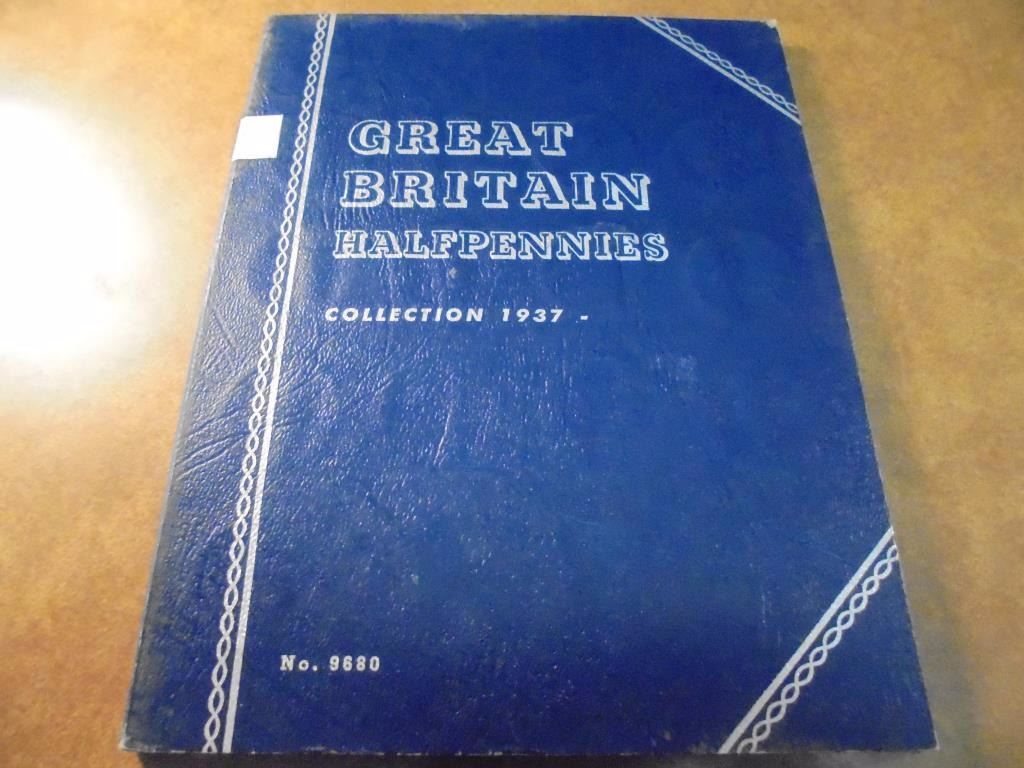 GREAT
BRITAIN
HALFPENNIES
COLLECTION 1937 -
No. 9680